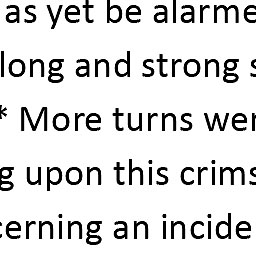 as yet be alarme
long and strong s
* More turns wer
g upon this crims
cerning an incide